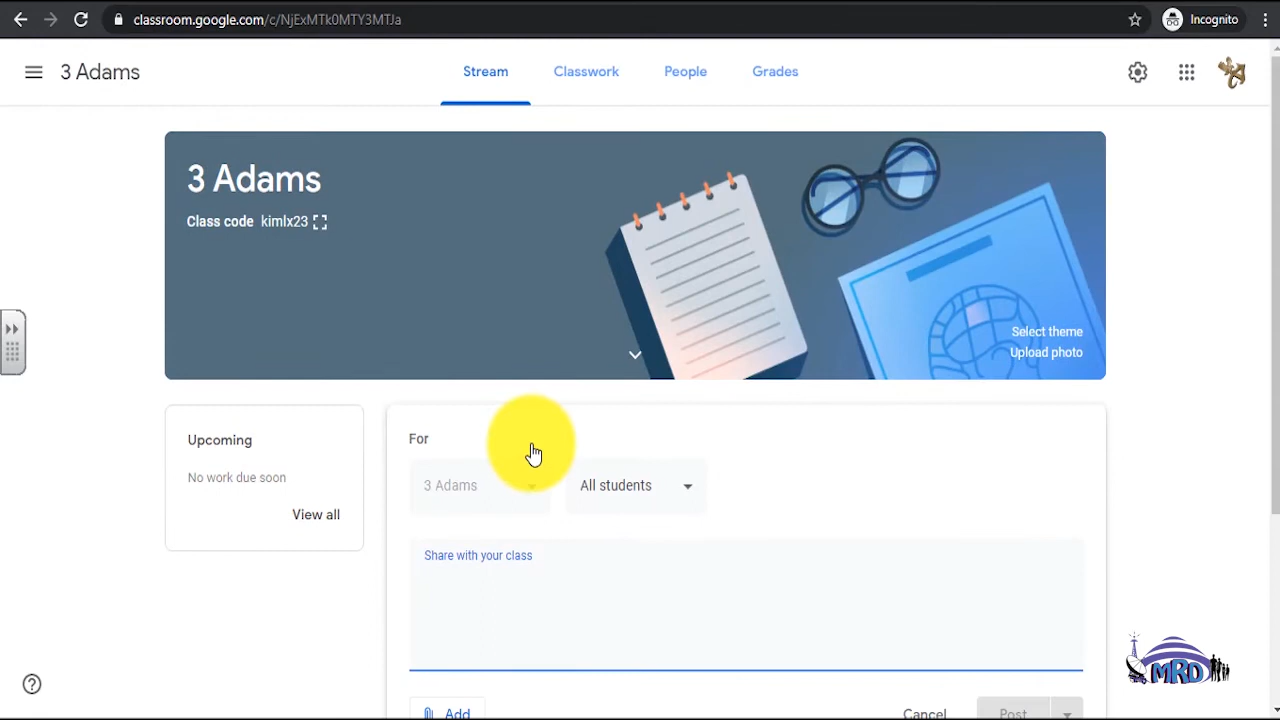 classroom.google.com/c/NjExMTk0MTY3MTJa
Incognito
3 Adams
Stream
Classwork
People
Grades
3 Adams
Class code kimlx23
Select theme
Upload photo
Upcoming
No work due soon
View all
For
3 Adams
All students
Share with your class
Add
Cancel
Post
MRD